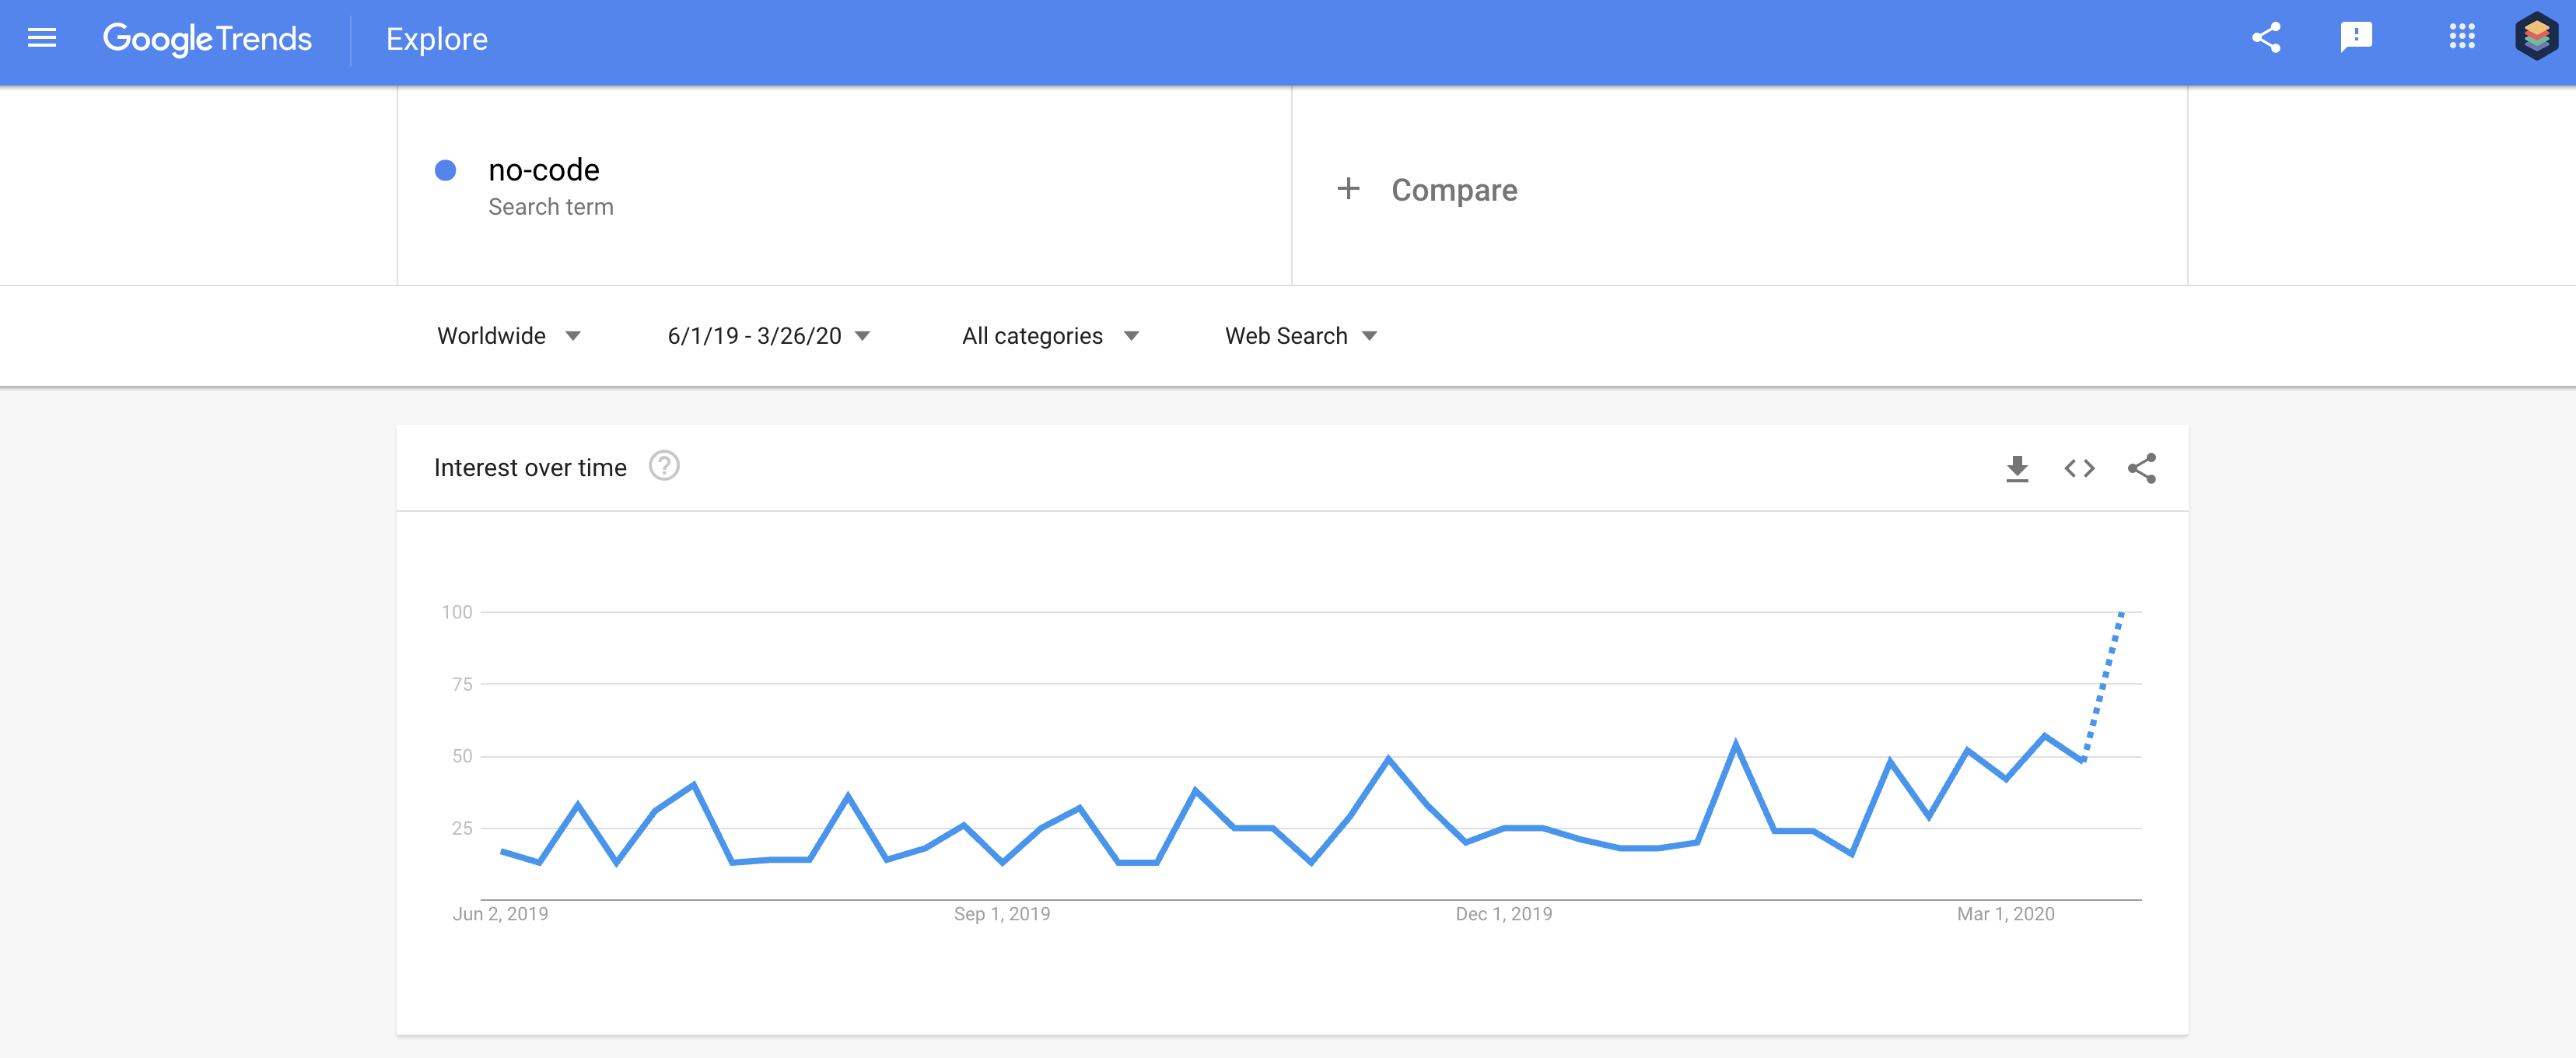 Google Trends Explore
no-code
Search term
+ Compare
Worldwide 6/1/19 - 3/26/20 All categories Web Search
Interest over time ?
100
75
50
25
Jun 2, 2019 Sep 1, 2019 Dec 1, 2019 Mar 1, 2020